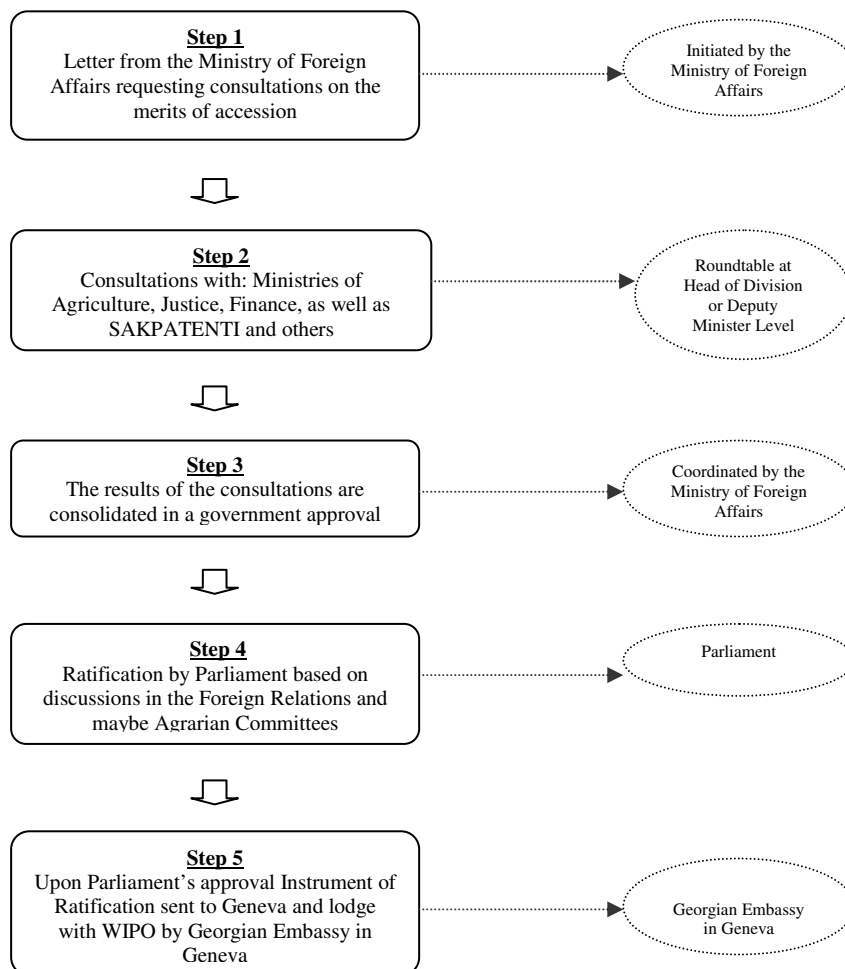 Step 1
Letter from the Ministry of Foreign
Affairs requesting consultations on the
merits of accession
Initiated by the
Ministry of Foreign
Affairs
Step 2
Consultations with: Ministries of
Agriculture, Justice, Finance, as well as
SAKPATENTI and others
Roundtable at
Head of Division
or Deputy
Minister Level
Step 3
The results of the consultations are
consolidated in a government approval
Coordinated by the
Ministry of Foreign
Affairs
Step 4
Ratification by Parliament based on
discussions in the Foreign Relations and
maybe Agrarian Committees
Parliament
Step 5
Upon Parliament’s approval Instrument of
Ratification sent to Geneva and lodge
with WIPO by Georgian Embassy in
Geneva
Georgian Embassy
in Geneva